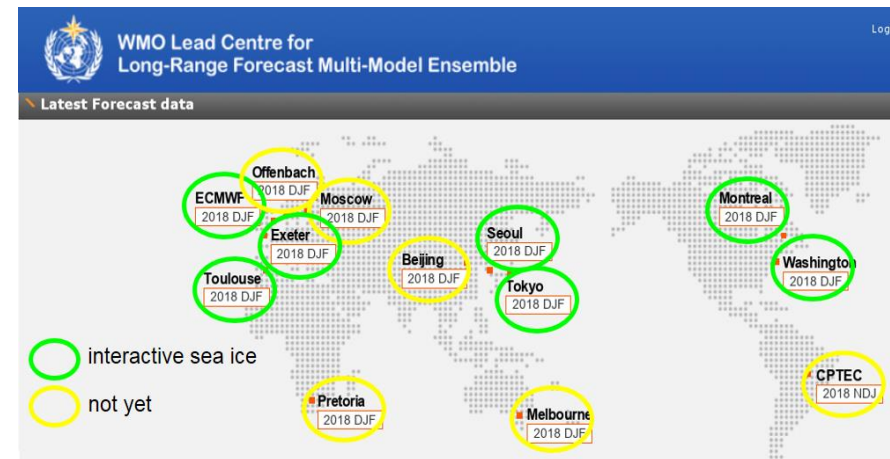 WMO Lead Centre for
Long-Range Forecast Multi-Model Ensemble
Log
Latest Forecast data
Offenbach
2018 DJF
ECMWF
2018 DJF
Moscow
2018 DJF
Exeter
2018 DJF
Toulouse
2018 DJF
Beijing
2018 DJF
Seoul
2018 DJF
Tokyo
2018 DJF
Montreal
2018 DJF
Washington
2018 DJF
interactive sea ice
not yet
Pretoria
2018 DJF
Melbourne
2018 DJF
CPTEC
2018 NDJ